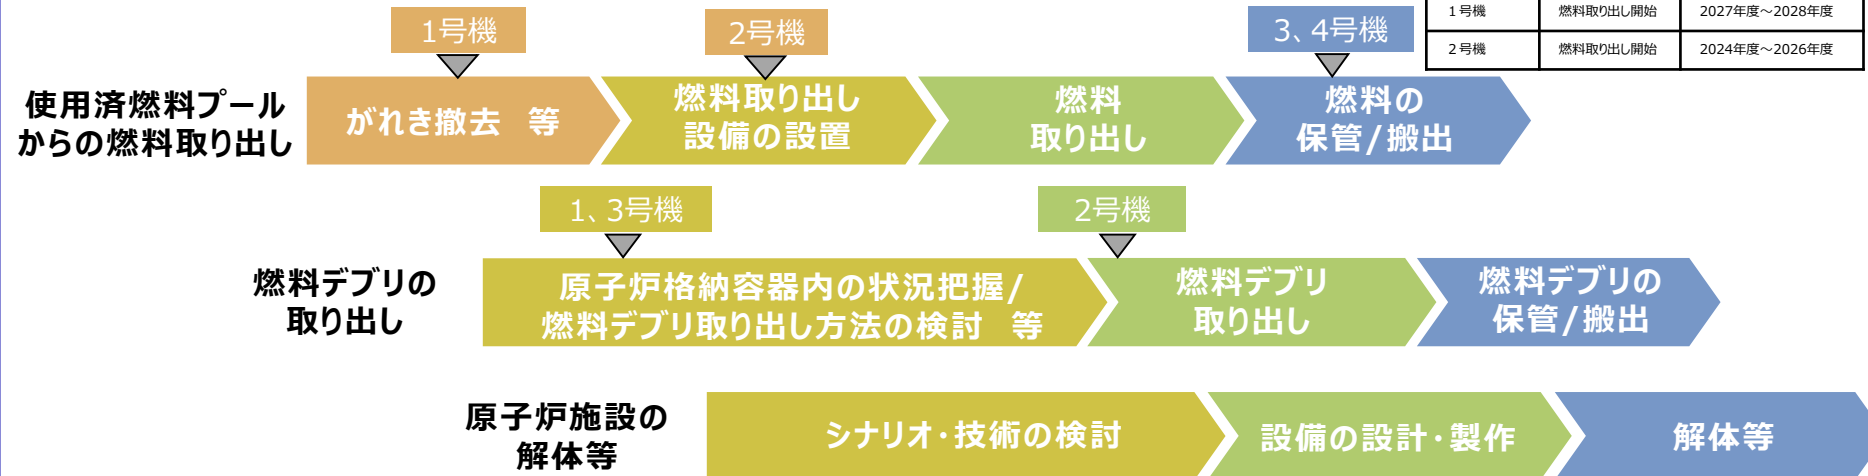 1号機
2号機
3、4号機
1号機 燃料取り出し開始 2027年度～2028年度
2号機 燃料取り出し開始 2024年度～2026年度
使用済燃料プール
からの燃料取り出し
がれき撤去 等
燃料取り出し
設備の設置
燃料
取り出し
燃料の
保管/搬出
1、3号機
2号機
燃料デブリの
取り出し
原子炉格納容器内の状況把握/
燃料デブリ取り出し方法の検討 等
燃料デブリ
取り出し
燃料デブリの
保管/搬出
原子炉施設の
解体等
シナリオ・技術の検討
設備の設計・製作
解体等